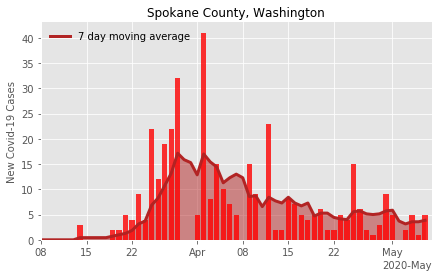 Spokane County, Washington
7 day moving average
New Covid-19 Cases
40
35
30
25
20
15
10
5
0
08 15 22 Apr 08 15 22 May 08
2020-May